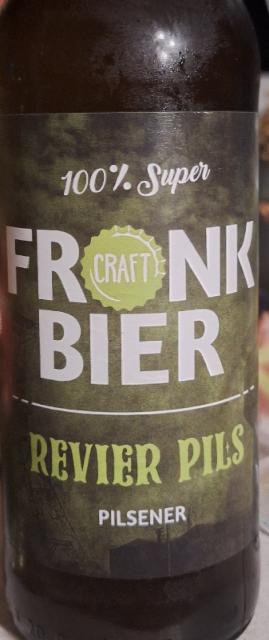 100% Super
FR NK
CRAFT
BIER
REVIER PILS
PILSENER